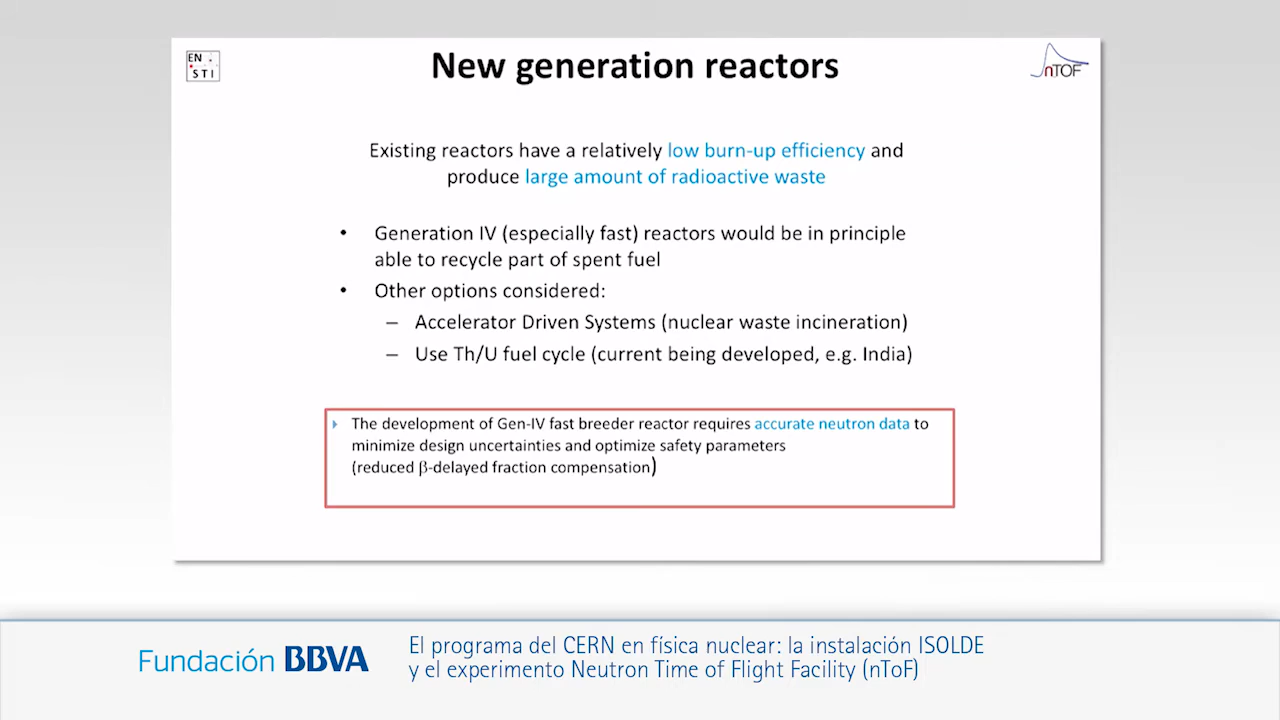 EN
STI
New generation reactors
nTOF
Existing reactors have a relatively low burn-up efficiency and
produce large amount of radioactive waste
• Generation IV (especially fast) reactors would be in principle
able to recycle part of spent fuel
• Other options considered:
– Accelerator Driven Systems (nuclear waste incineration)
– Use Th/U fuel cycle (current being developed, e.g. India)
The development of Gen-IV fast breeder reactor requires accurate neutron data to
minimize design uncertainties and optimize safety parameters
(reduced β-delayed fraction compensation)
Fundación BBVA
El programa del CERN en física nuclear: la instalación ISOLDE
y el experimento Neutron Time of Flight Facility (nToF)